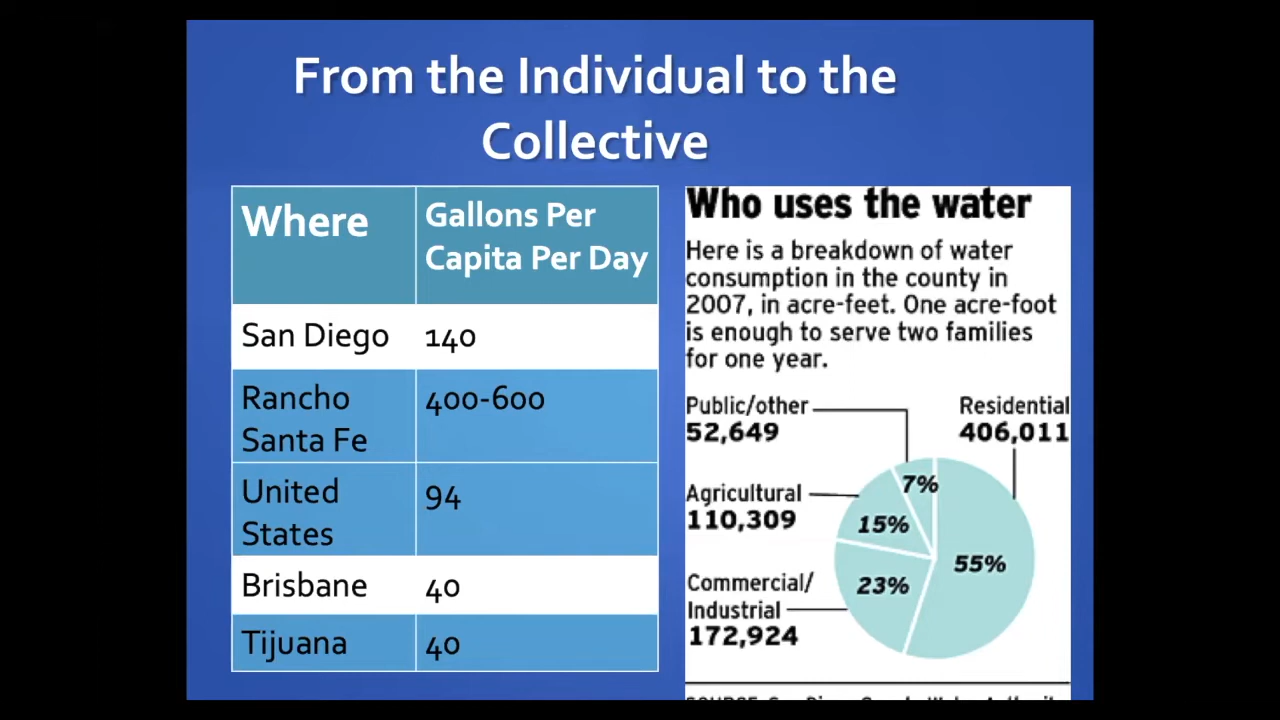 From the Individual to the
Collective
Where
Gallons Per
Capita Per Day
San Diego 140
Rancho
Santa Fe
400-600
United
States
94
Brisbane 40
Tijuana 40
Who uses the water
Here is a breakdown of water
consumption in the county in
2007, in acre-feet. One acre-foot
is enough to serve two families
for one year.
Public/other
52,649
Residential
406,011
7%
Agricultural
110,309
15%
55%
Commercial/
Industrial
172,924
23%